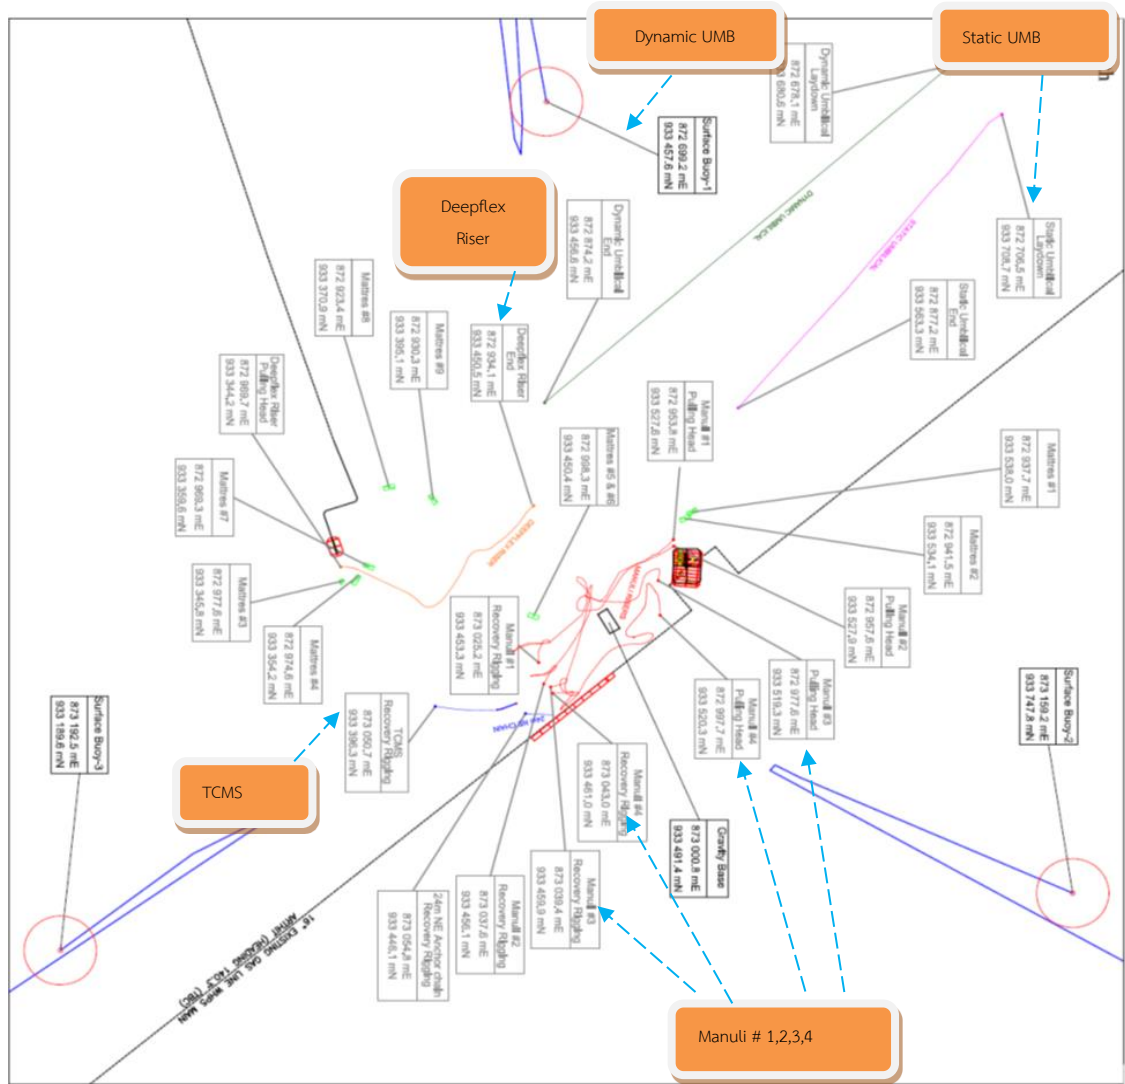 Dynamic UMB
Static UMB
Deepflex
Riser
TCMS
Manuli # 1,2,3,4
Dynamic Umbilical
Laydown
872 678,1 mE
933 680,6 mN
Surface Buoy-1
872 699.2 mE
933 457.6 mN
DYNAMIC UMBILICAL
STATIC UMBILICAL
Static Umbilical
Laydown
872 706,5 mE
933 708,7 mN
Dynamic Umbilical
End
872 874,2 mE
933 456,6 mN
Static Umbilical
End
872 877,2 mE
933 563,3 mN
Mattres #8
872 923,4 mE
933 370,9 mN
Mattres #9
872 930,3 mE
933 395,1 mN
Deepflex Riser
End
872 934,1 mE
933 450,5 mN
Deepflex Riser
Pulling Head
872 969,7 mE
933 344,2 mN
Manuli #1
Pulling Head
872 953,8 mE
933 527,6 mN
Mattres #5 & #6
872 998,3 mE
933 450,4 mN
Mattres #1
872 937,7 mE
933 538,0 mN
Mattres #7
872 969,3 mE
933 359,6 mN
Mattres #2
872 941,5 mE
933 534,1 mN
DEEPFLEX RISER
MANULI RISERS
Mattres #3
872 977,6 mE
933 345,8 mN
Mattres #4
872 974,6 mE
933 354,2 mN
Manuli #1
Recovery Rigging
873 025,2 mE
933 453,3 mN
Manuli #2
Pulling Head
872 957,6 mE
933 527,9 mN
Manuli #3
Pulling Head
872 977,6 mE
933 519,3 mN
Manuli #4
Pulling Head
872 997,7 mE
933 520,3 mN
Surface Buoy-2
873 159.2 mE
933 747.8 mN
Surface Buoy-3
873 192.5 mE
933 189.6 mN
TCMS
Recovery Rigging
873 050,7 mE
933 396,3 mN
24m NE CHAIN
Manuli #4
Recovery Rigging
873 043,0 mE
933 461,0 mN
Gravity Base
873 000.8 mE
933 491.4 mN
Manuli #3
Recovery Rigging
873 039,4 mE
933 459,9 mN
Manuli #2
Recovery Rigging
873 037,6 mE
933 456,1 mN
24m NE Anchor chain
Recovery Rigging
873 054,8 mE
933 446,1 mN
16" EXISTING GAS LINE WHPS MAIN
ARTHIT (HEADING 140.3° (TBC)